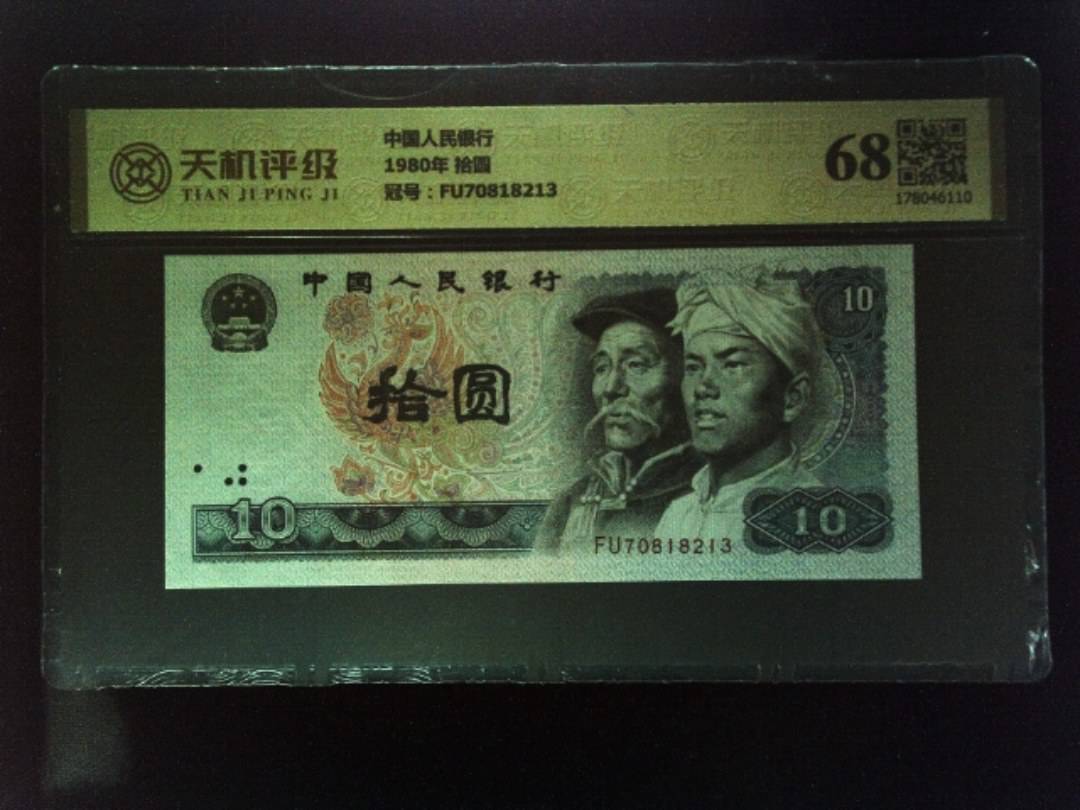 天机评级
TIAN JI PING JI
中国人民银行
1980年 拾圆
冠号：FU70818213
68
178046110
中国人民银行
10
拾圆
10
FU70818213
10